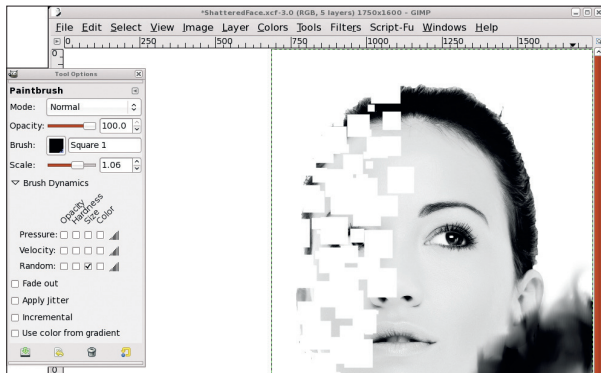 *ShatteredFace.xcf-3.0 (RGB, 5 layers) 1750x1600 – GIMP
File Edit Select View Image Layer Colors Tools Filters Script-Fu Windows Help
0 250 500 750 1000 1250 1500
0
Tool Options
Paintbrush
Mode: Normal
Opacity: 100.0
Brush: Square 1
Scale: 1.06
Brush Dynamics
Opacity Hardness Size Color
Pressure:
Velocity:
Random:
Fade out
Apply Jitter
Incremental
Use color from gradient
0